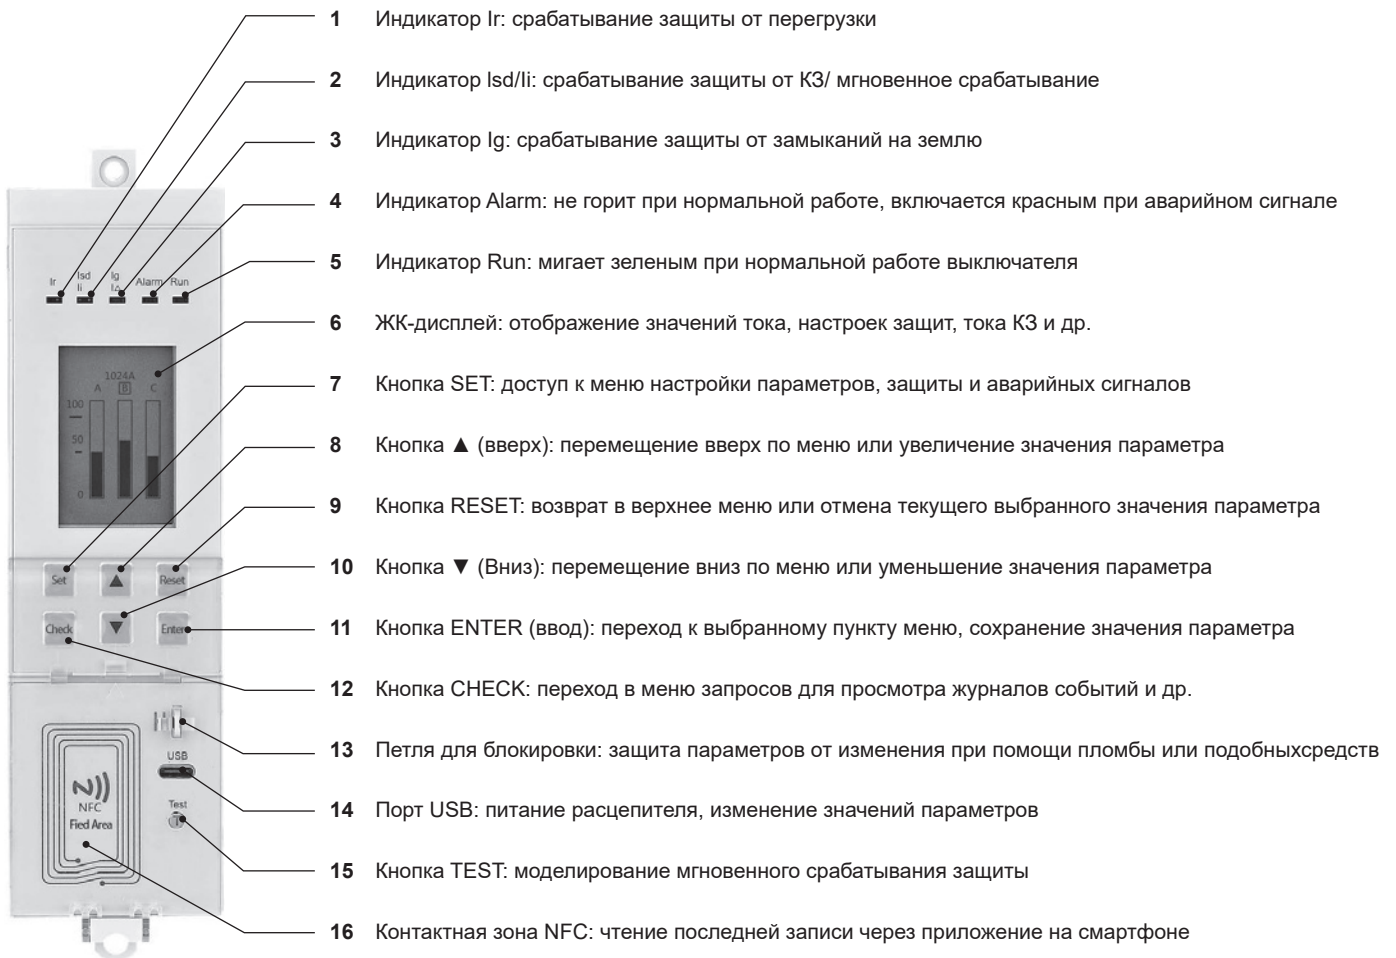 1 Индикатор Ir: срабатывание защиты от перегрузки
2 Индикатор Isd/Ii: срабатывание защиты от КЗ/ мгновенное срабатывание
3 Индикатор Ig: срабатывание защиты от замыканий на землю
4 Индикатор Alarm: не горит при нормальной работе, включается красным при аварийном сигнале
5 Индикатор Run: мигает зеленым при нормальной работе выключателя
6 ЖК-дисплей: отображение значений тока, настроек защит, тока КЗ и др.
7 Кнопка SET: доступ к меню настройки параметров, защиты и аварийных сигналов
8 Кнопка ▲ (вверх): перемещение вверх по меню или увеличение значения параметра
9 Кнопка RESET: возврат в верхнее меню или отмена текущего выбранного значения параметра
10 Кнопка ▼ (Вниз): перемещение вниз по меню или уменьшение значения параметра
11 Кнопка ENTER (ввод): переход к выбранному пункту меню, сохранение значения параметра
12 Кнопка CHECK: переход в меню запросов для просмотра журналов событий и др.
13 Петля для блокировки: защита параметров от изменения при помощи пломбы или подобныхсредств
14 Порт USB: питание расцепителя, изменение значений параметров
15 Кнопка TEST: моделирование мгновенного срабатывания защиты
16 Контактная зона NFC: чтение последней записи через приложение на смартфоне
Ir Isd Ig Alarm Run
Ii I△
1024A
A B C
100
50
0
Set ▲ Reset
Check ▼ Enter
USB
NFC
Test
Fied Area